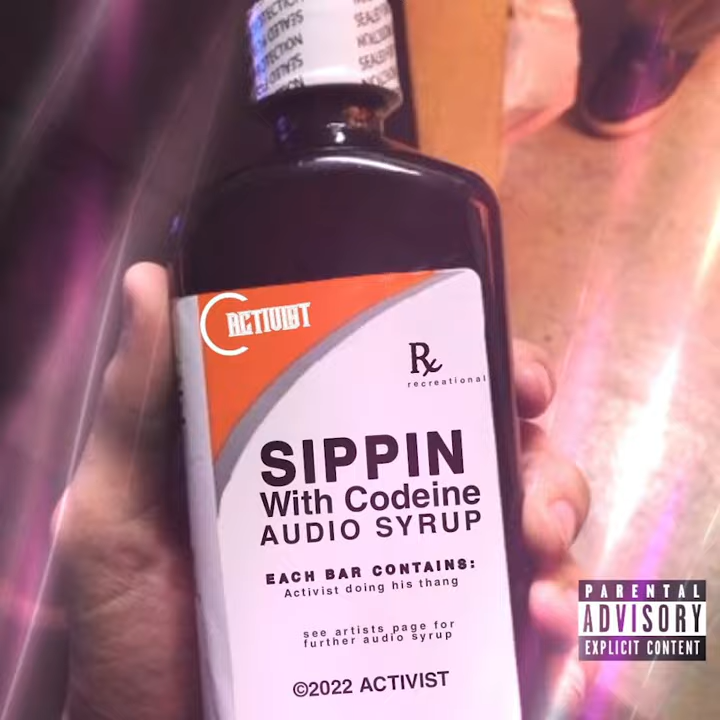 SEALED
ACTIVIST
Rx
recreational
SIPPIN
With Codeine
AUDIO SYRUP
EACH BAR CONTAINS:
Activist doing his thang
see artists page for
further audio syrup
©2022 ACTIVIST
PARENTAL
ADVISORY
EXPLICIT CONTENT